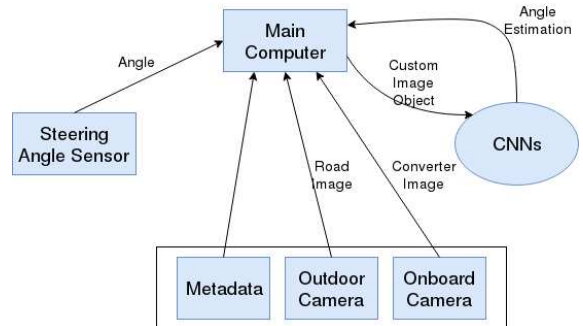 Angle
Estimation
Main
Computer
Angle
Custom
Image
Object
Steering
Angle Sensor
CNNs
Road
Image
Converter
Image
Metadata
Outdoor
Camera
Onboard
Camera